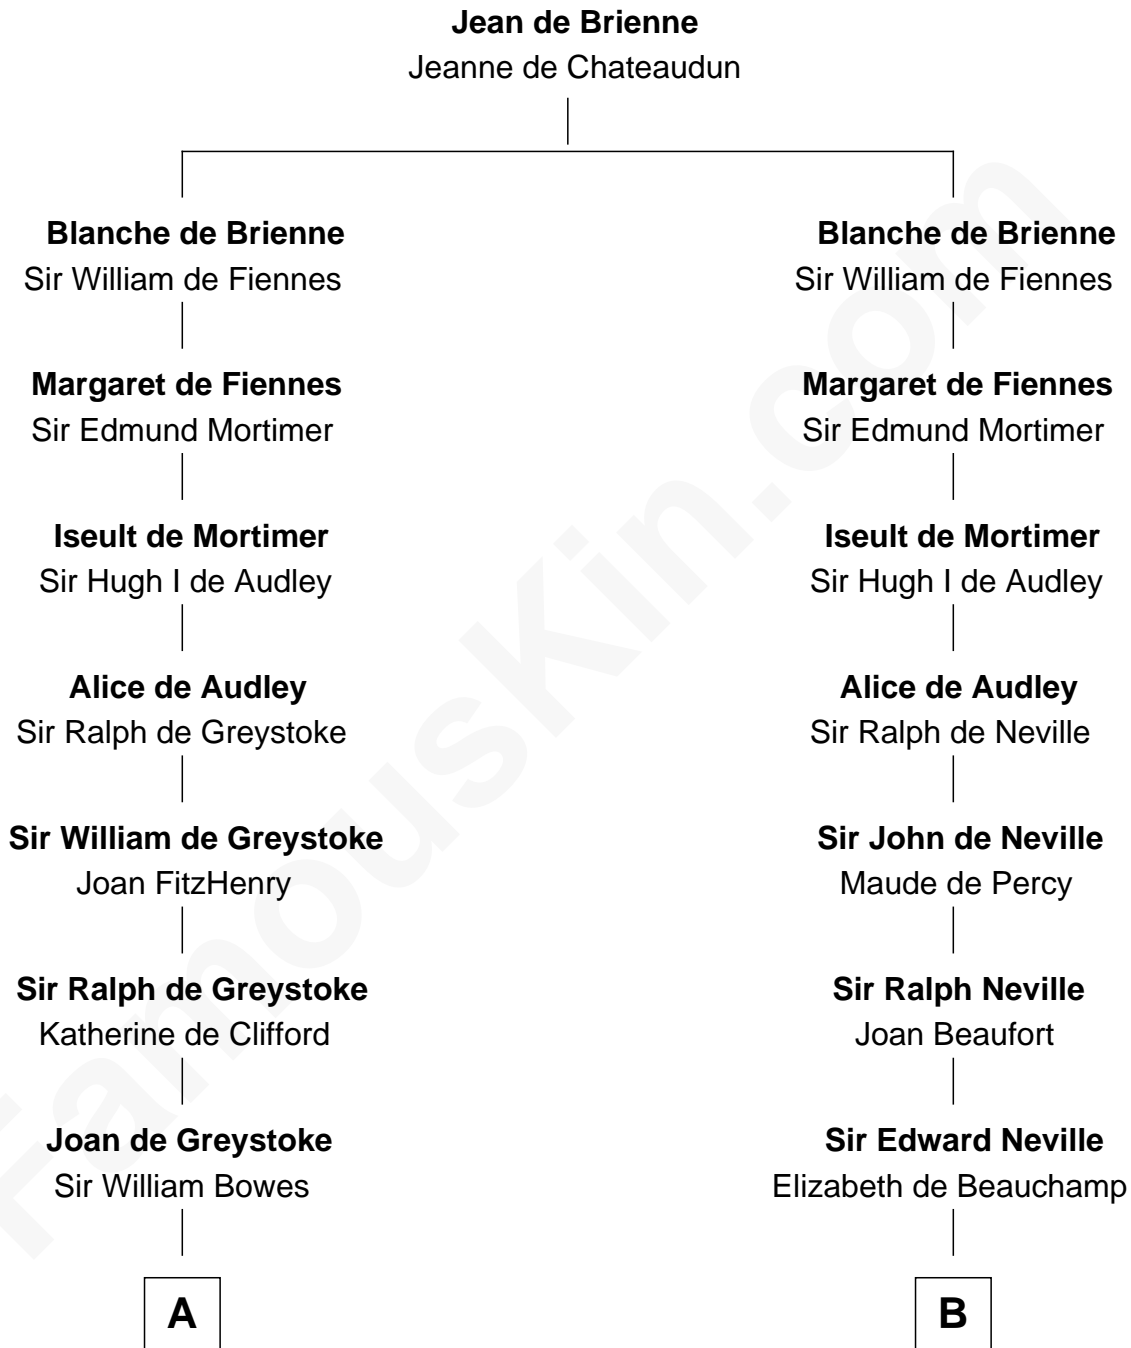 Jean de Brienne
Jeanne de Chateaudun
Blanche de Brienne
Sir William de Fiennes
Blanche de Brienne
Sir William de Fiennes
Margaret de Fiennes
Sir Edmund Mortimer
Margaret de Fiennes
Sir Edmund Mortimer
Iseult de Mortimer
Sir Hugh I de Audley
Iseult de Mortimer
Sir Hugh I de Audley
Alice de Audley
Sir Ralph de Greystoke
Alice de Audley
Sir Ralph de Neville
Sir William de Greystoke
Joan FitzHenry
Sir John de Neville
Maude de Percy
Sir Ralph de Greystoke
Katherine de Clifford
Sir Ralph Neville
Joan Beaufort
Joan de Greystoke
Sir William Bowes
Sir Edward Neville
Elizabeth de Beauchamp
A
B
FamousKin.com